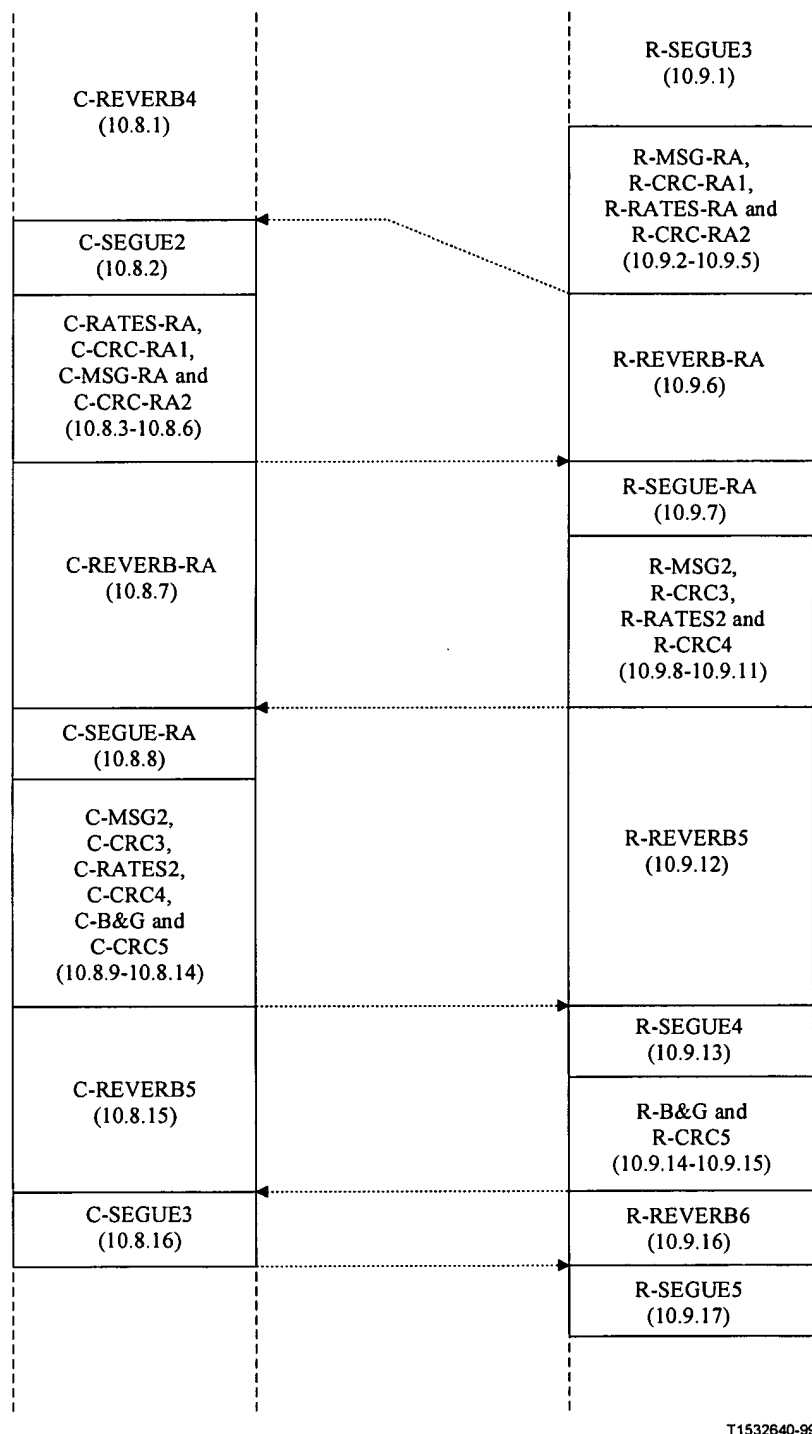 C-REVERB4
(10.8.1)
C-SEGUE2
(10.8.2)
C-RATES-RA,
C-CRC-RA1,
C-MSG-RA and
C-CRC-RA2
(10.8.3-10.8.6)
C-REVERB-RA
(10.8.7)
C-SEGUE-RA
(10.8.8)
C-MSG2,
C-CRC3,
C-RATES2,
C-CRC4,
C-B&G and
C-CRC5
(10.8.9-10.8.14)
C-REVERB5
(10.8.15)
C-SEGUE3
(10.8.16)
R-SEGUE3
(10.9.1)
R-MSG-RA,
R-CRC-RA1,
R-RATES-RA and
R-CRC-RA2
(10.9.2-10.9.5)
R-REVERB-RA
(10.9.6)
R-SEGUE-RA
(10.9.7)
R-MSG2,
R-CRC3,
R-RATES2 and
R-CRC4
(10.9.8-10.9.11)
R-REVERB5
(10.9.12)
R-SEGUE4
(10.9.13)
R-B&G and
R-CRC5
(10.9.14-10.9.15)
R-REVERB6
(10.9.16)
R-SEGUE5
(10.9.17)
T1532640-99